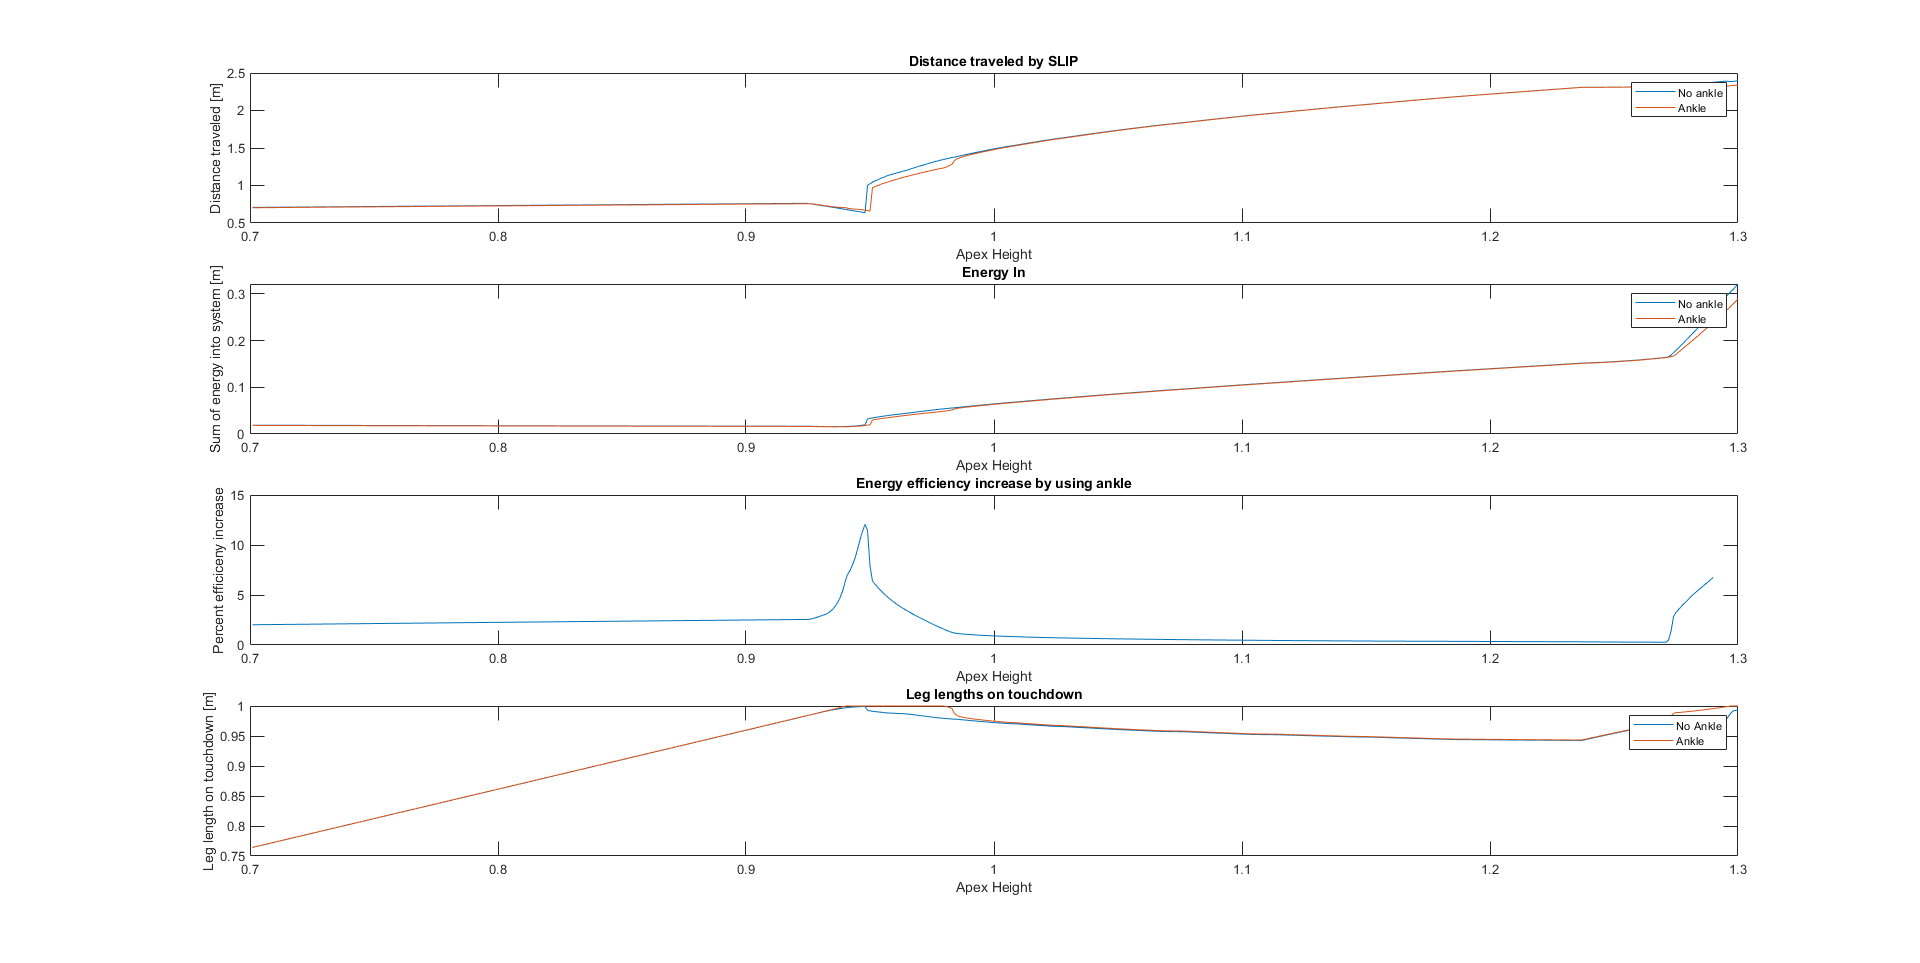 Distance traveled by SLIP
Distance traveled [m]
2.5
2
1.5
1
0.5
No ankle
Ankle
0.7 0.8 0.9 1 1.1 1.2 1.3
Apex Height
Energy In
Sum of energy into system [m]
0.3
0.2
0.1
0
No ankle
Ankle
0.7 0.8 0.9 1 1.1 1.2 1.3
Apex Height
Energy efficiency increase by using ankle
Percent efficiceny increase
15
10
5
0
0.7 0.8 0.9 1 1.1 1.2 1.3
Apex Height
Leg lengths on touchdown
Leg length on touchdown [m]
1
0.95
0.9
0.85
0.8
0.75
No Ankle
Ankle
0.7 0.8 0.9 1 1.1 1.2 1.3
Apex Height